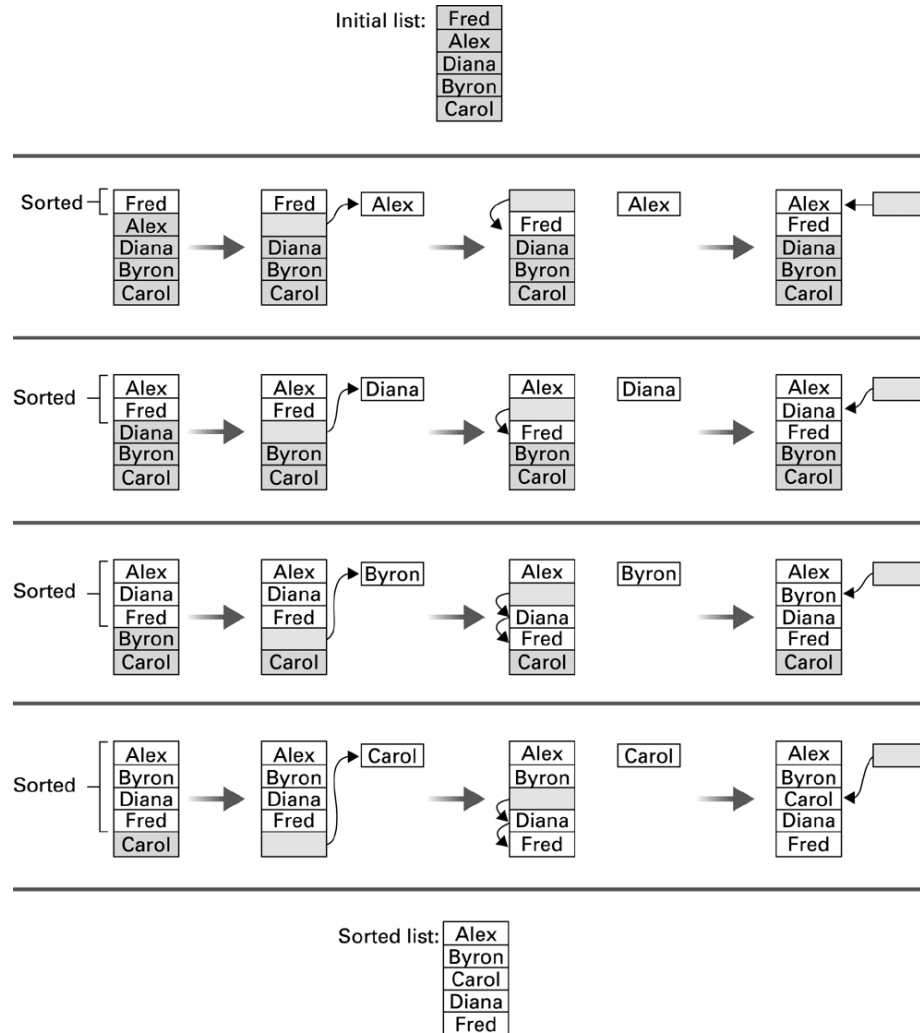 Initial list: Fred
Alex
Diana
Byron
Carol
Sorted Fred Fred Alex Alex Alex
Alex Fred Fred
Diana Diana Diana Diana
Byron Byron Byron Byron
Carol Carol Carol Carol
Sorted Alex Alex Diana Alex Diana Alex
Fred Fred Diana
Diana Fred Fred
Byron Byron Byron Byron
Carol Carol Carol Carol
Sorted Alex Alex Byron Alex Byron Alex
Diana Diana Byron
Fred Fred Diana Diana
Byron Fred Fred
Carol Carol Carol Carol
Sorted Alex Alex Carol Alex Carol Alex
Byron Byron Byron Byron
Diana Diana Carol
Fred Fred Diana Diana
Carol Fred Fred
Sorted list: Alex
Byron
Carol
Diana
Fred